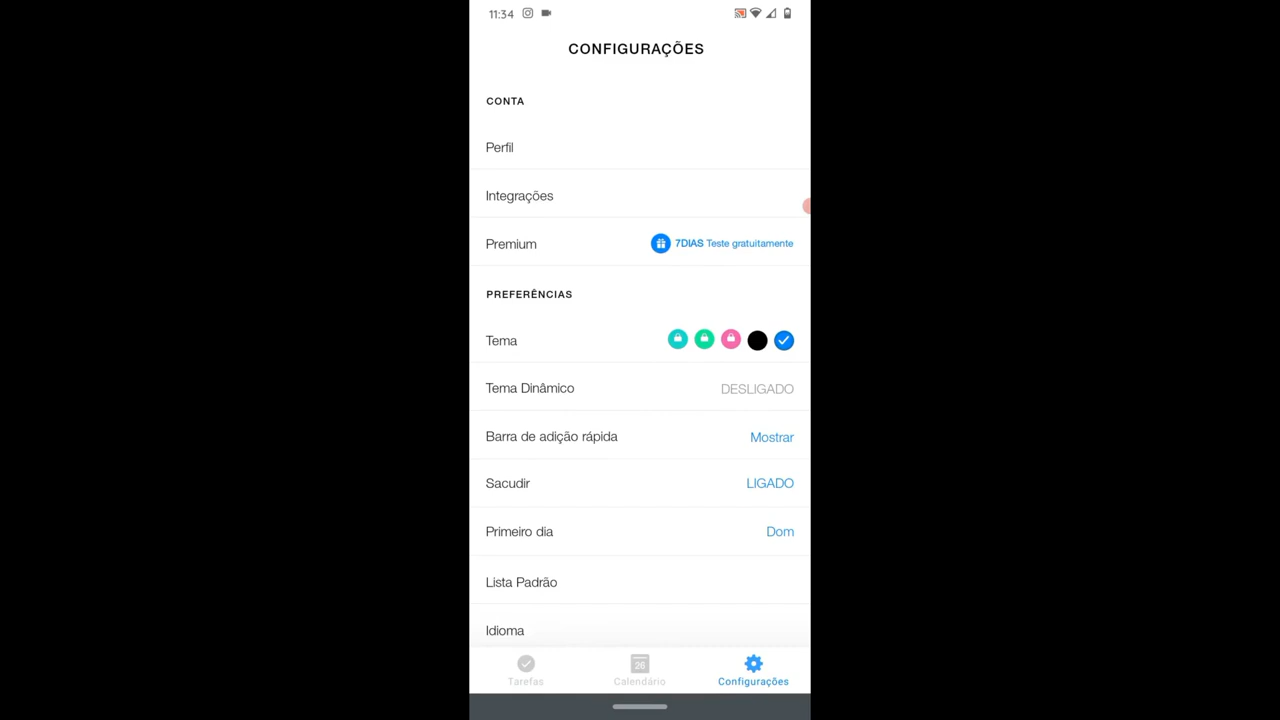 11:34
CONFIGURAÇÕES
CONTA
Perfil
Integrações
Premium 7DIAS Teste gratuitamente
PREFERÊNCIAS
Tema
Tema Dinâmico DESLIGADO
Barra de adição rápida Mostrar
Sacudir LIGADO
Primeiro dia Dom
Lista Padrão
Idioma
26
Tarefas Calendário Configurações